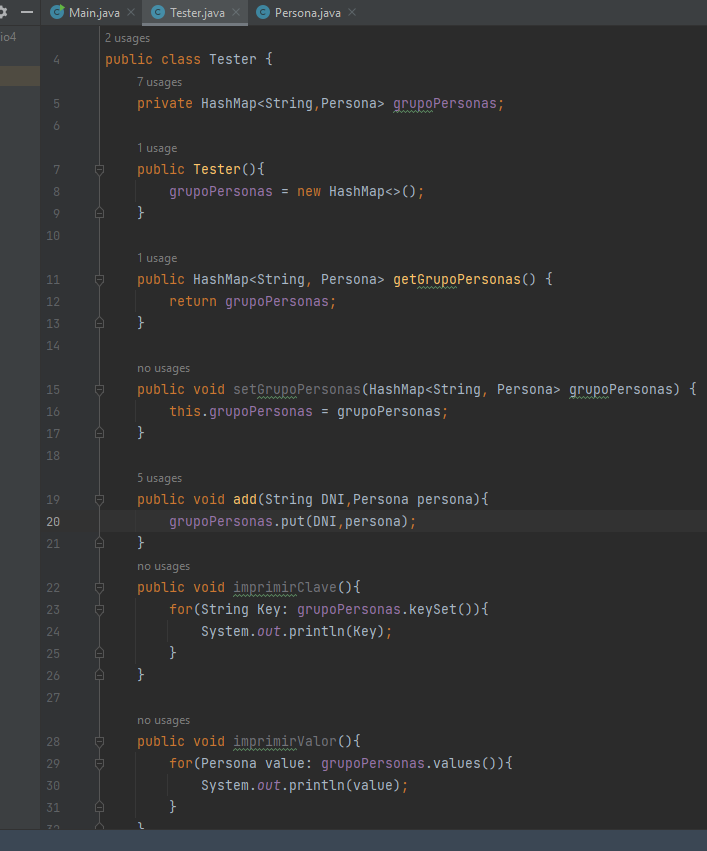 Main.java × Tester.java × Persona.java ×
io4
2 usages
4 public class Tester {
7 usages
5 private HashMap<String,Persona> grupoPersonas;
6
1 usage
7 public Tester(){
8 grupoPersonas = new HashMap<>();
9 }
10
1 usage
11 public HashMap<String, Persona> getGrupoPersonas() {
12 return grupoPersonas;
13 }
14
no usages
15 public void setGrupoPersonas(HashMap<String, Persona> grupoPersonas) {
16 this.grupoPersonas = grupoPersonas;
17 }
18
5 usages
19 public void add(String DNI,Persona persona){
20 grupoPersonas.put(DNI,persona);
21 }
no usages
22 public void imprimirClave(){
23 for(String Key: grupoPersonas.keySet()){
24 System.out.println(Key);
25 }
26 }
27
no usages
28 public void imprimirValor(){
29 for(Persona value: grupoPersonas.values()){
30 System.out.println(value);
31 }
32 }